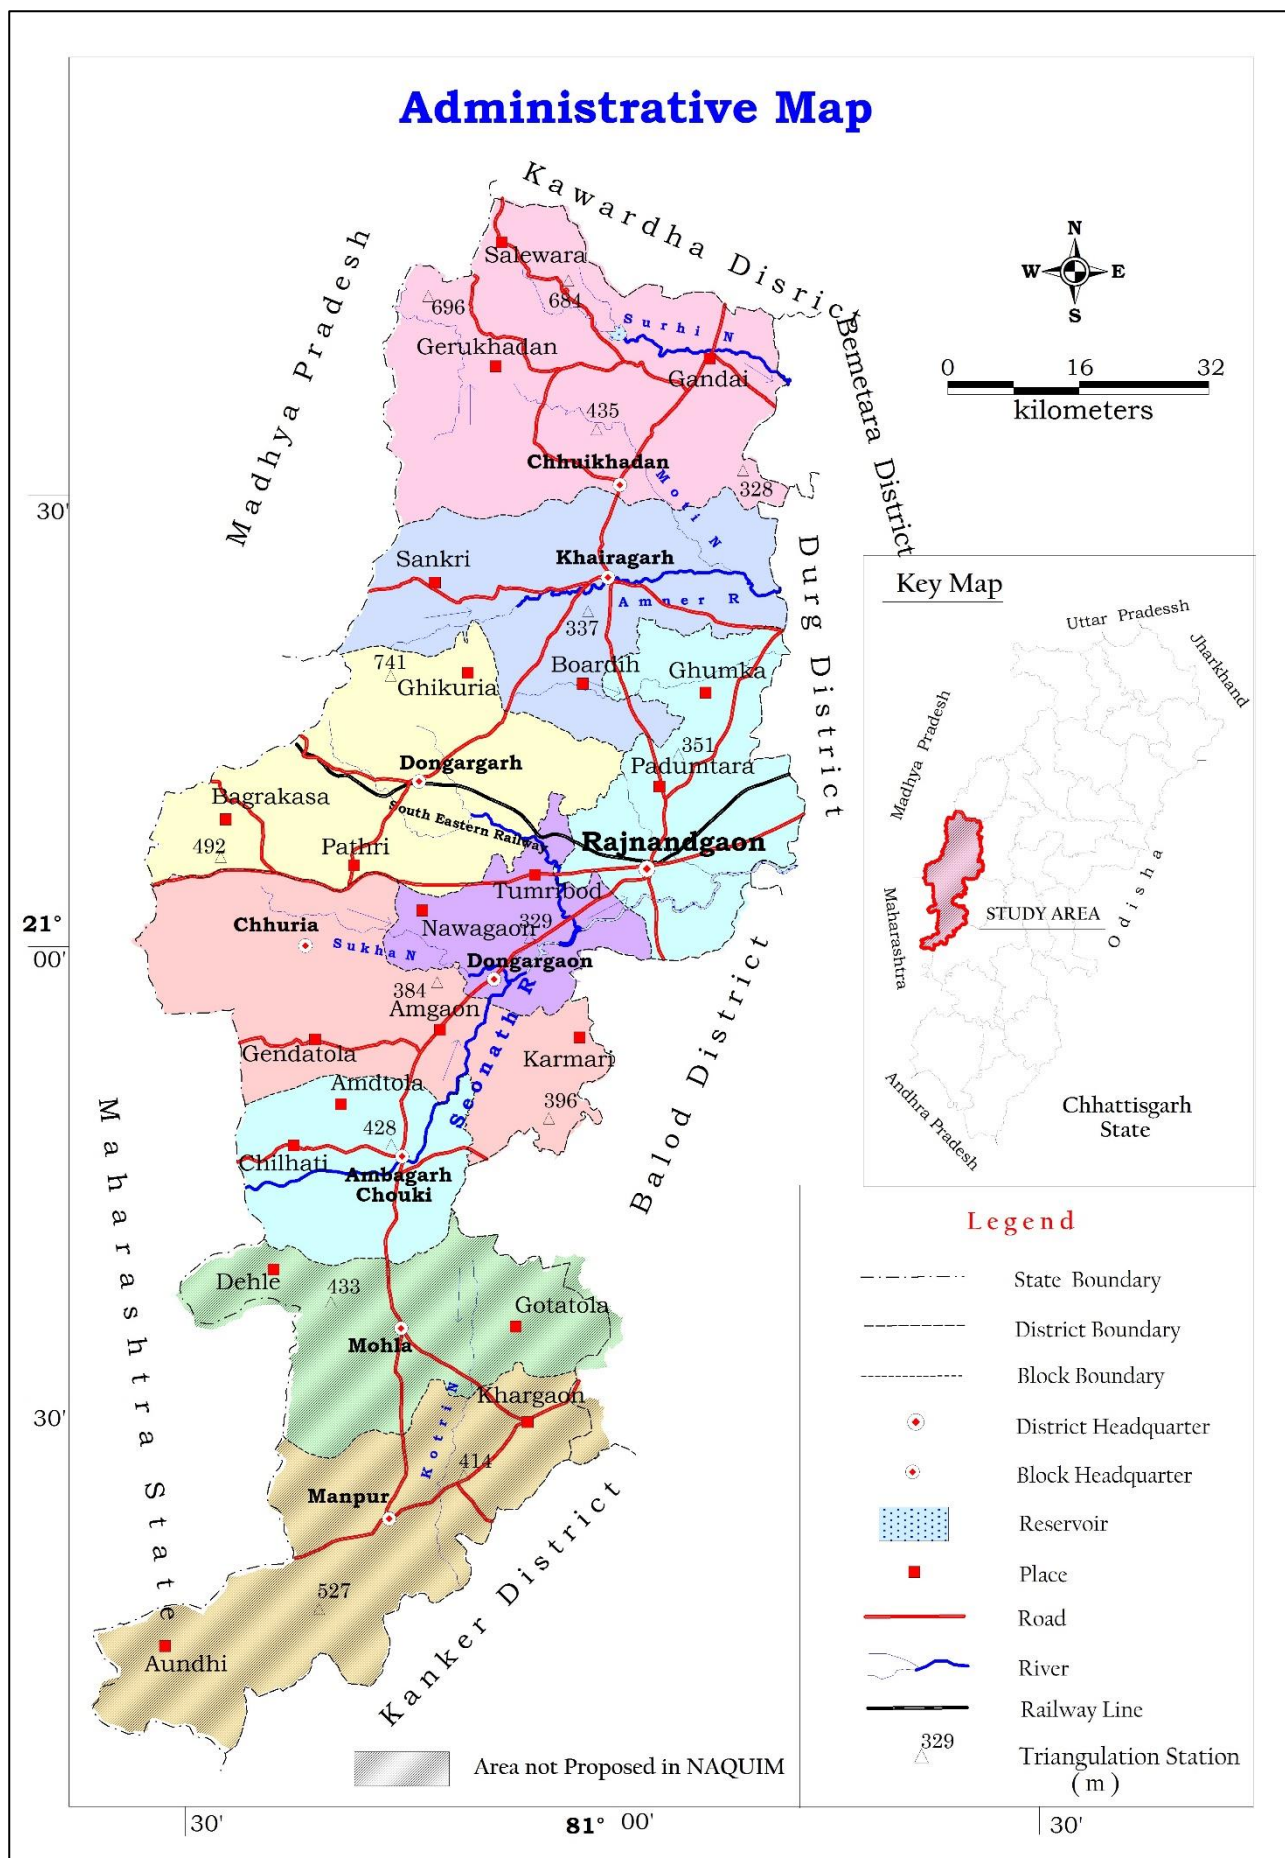 Administrative Map
Kawardha Disrict
Madhya Pradesh
Bemetara District
Durg District
Balod District
Kanker District
Maharashtra State
N
W E
S
0 16 32
kilometers
Salewara
696
684
Surhi N
Gerukhadan
Gandai
435
Chhuikhadan
328
Moti N
30'
Sankri
Khairagarh
Amner R
337
741
Ghikuria
Boardih
Ghumka
351
Dongargarh
Padumtara
Bagrakasa
South Eastern Railway
492
Pathri
Rajnandgaon
Tumribod
21°
00'
Chhuria
Nawagaon
329
Sukha N
Dongargaon
384
Amgaon
Seonath R
Gendatola
Karmari
Amdtola
396
428
Chilhati
Ambagarh
Chouki
Dehle
433
Gotatola
Mohla
Khargaon
30'
Kotri N
414
Manpur
527
Aundhi
Area not Proposed in NAQUIM
30'
81° 00'
30'
Key Map
Uttar Pradessh
Jharkhand
Madhya Pradesh
Odisha
Maharashtra
STUDY AREA
Andhra Pradesh
Chhattisgarh
State
Legend
State Boundary
District Boundary
Block Boundary
District Headquarter
Block Headquarter
Reservoir
Place
Road
River
Railway Line
329
Triangulation Station
( m )